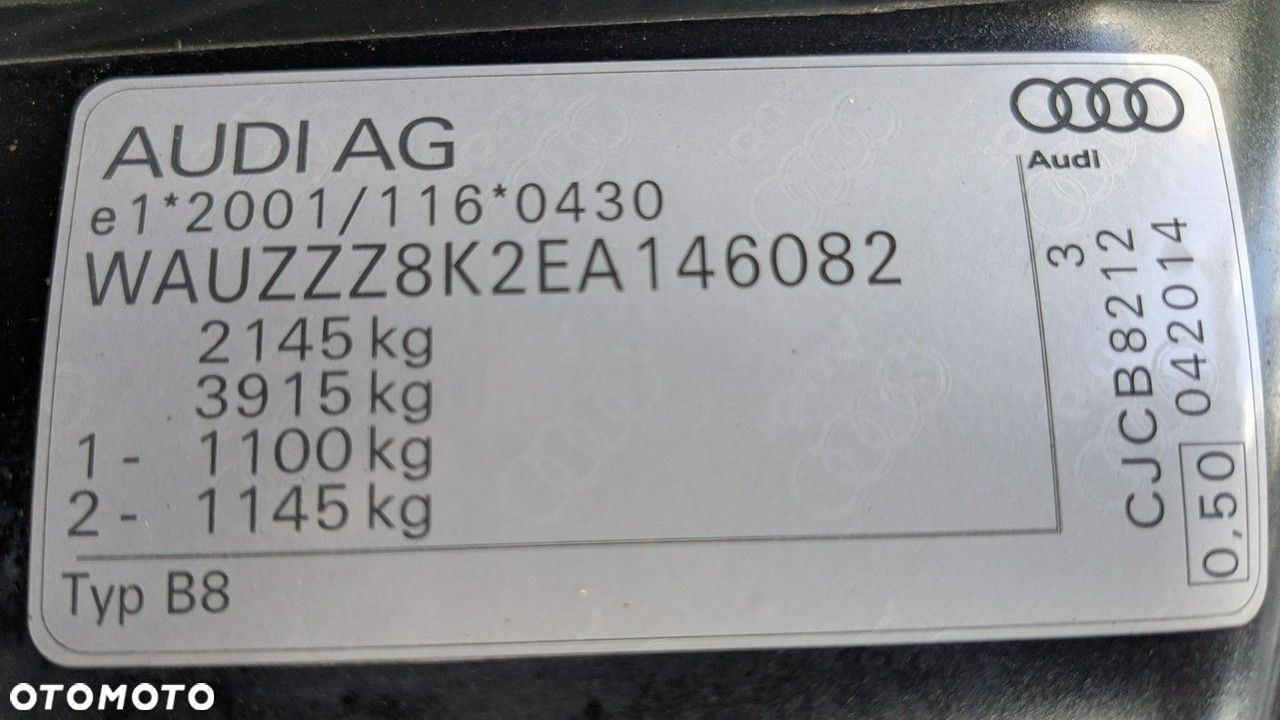 AUDI AG
e1*2001/116*0430
WAUZZZ8K2EA146082
2145 kg
3915 kg
1 - 1100 kg
2 - 1145 kg
Typ B8
Audi
3
CJCB8212
042014
0,50
OTOMOTO